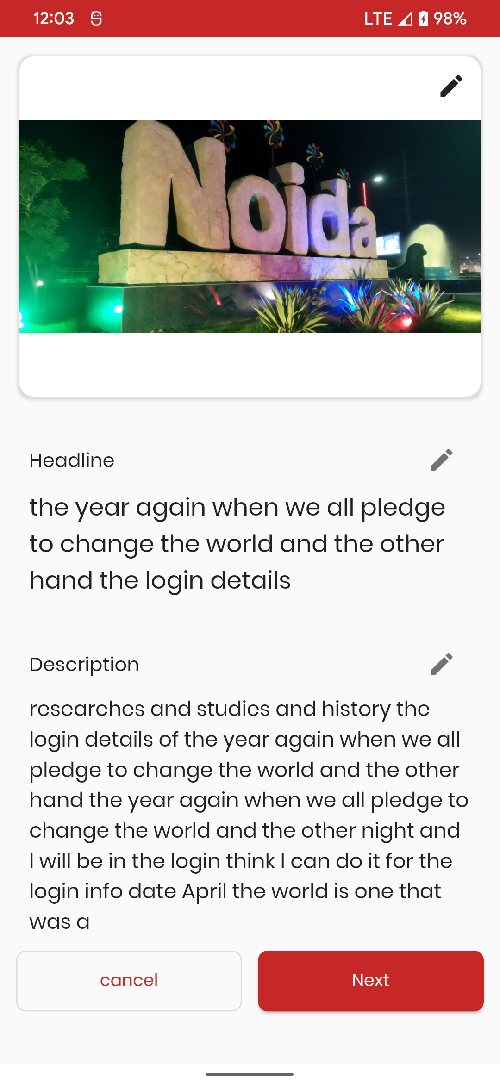 12:03
LTE 98%
Noida
Headline
the year again when we all pledge
to change the world and the other
hand the login details
Description
researches and studies and history the
login details of the year again when we all
pledge to change the world and the other
hand the year again when we all pledge to
change the world and the other night and
I will be in the login think I can do it for the
login info date April the world is one that
was a
cancel
Next